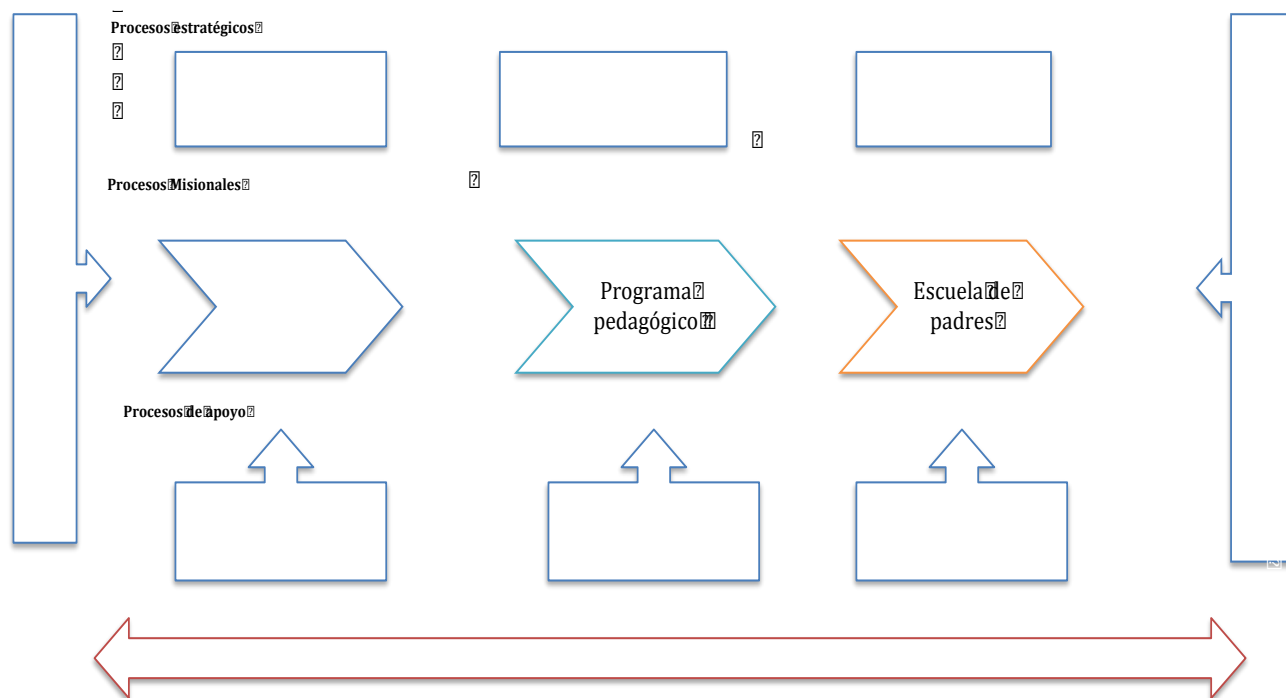 Procesos estratégicos
Procesos Misionales
Programa
pedagógico
Escuela de
padres
Procesos de apoyo